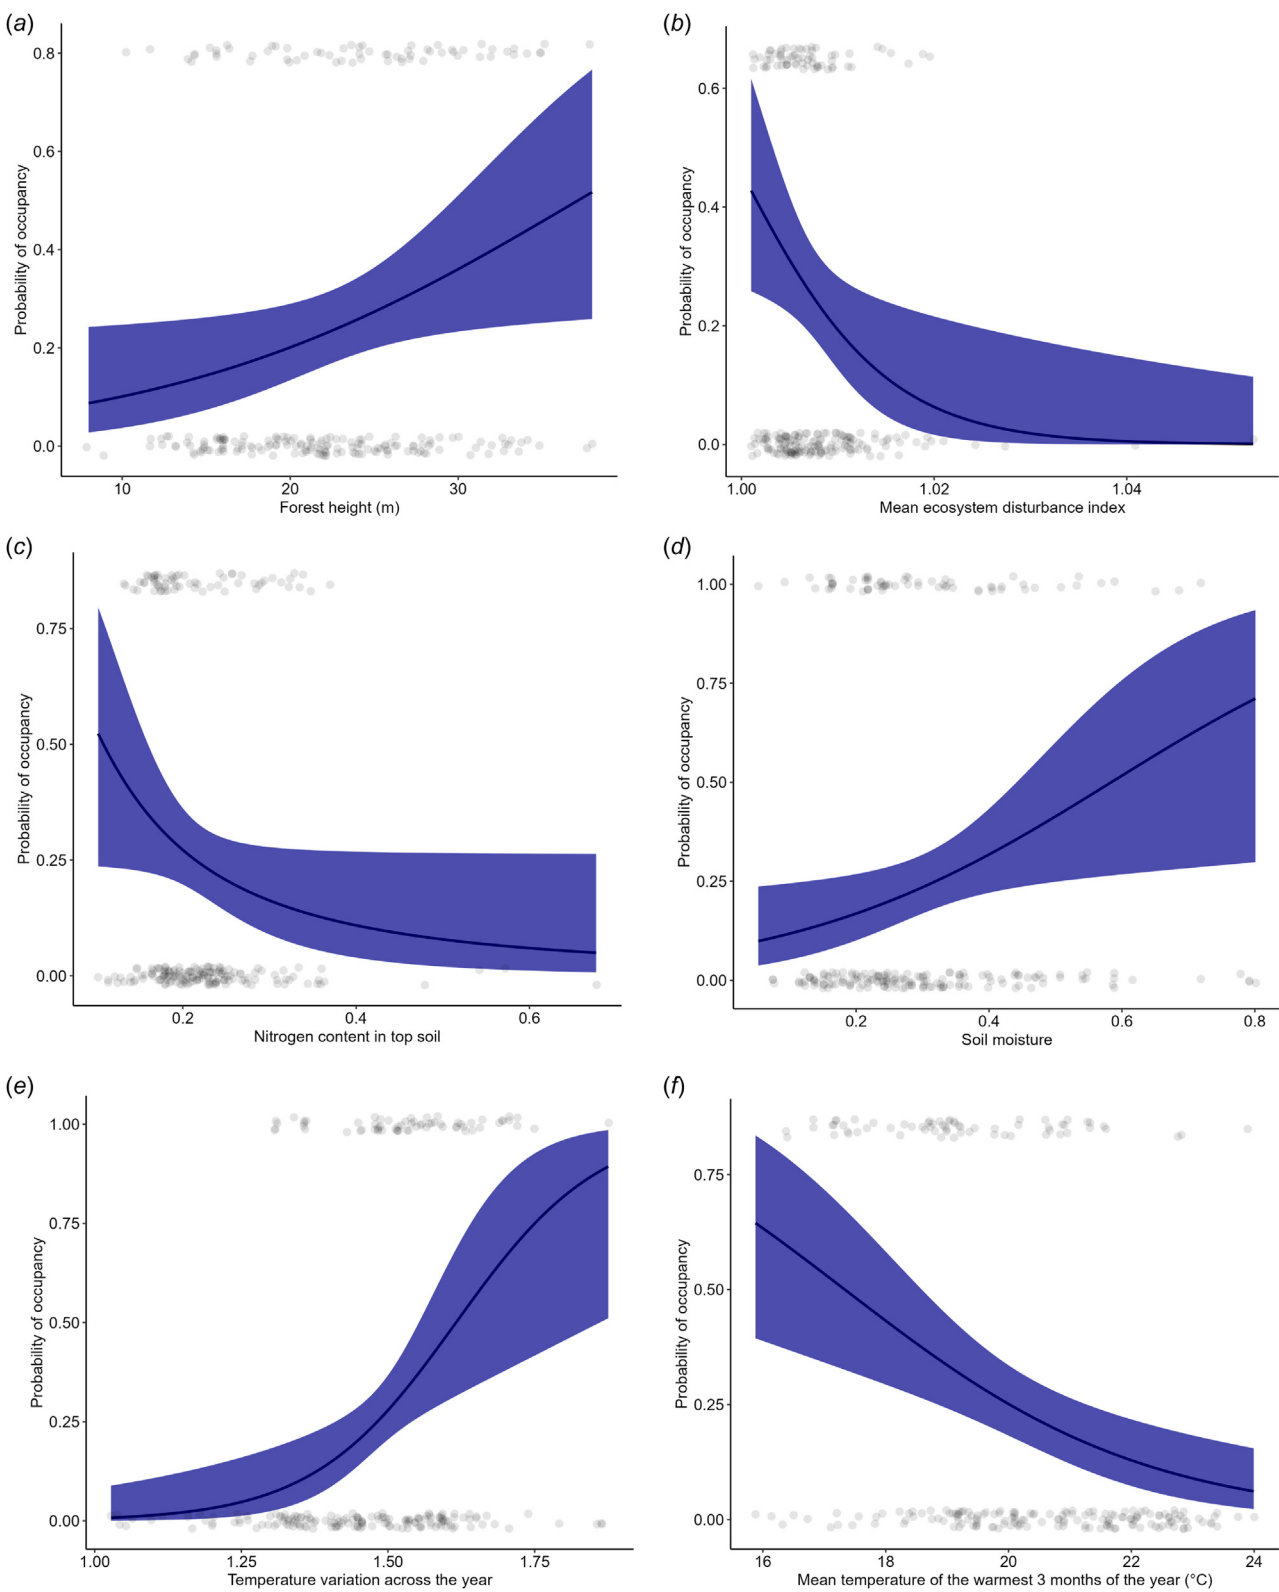 (a)
0.8
0.6
0.4
0.2
0.0
Probability of occupancy
10 20 30
Forest height (m)
(b)
0.6
0.4
0.2
0.0
Probability of occupancy
1.00 1.02 1.04
Mean ecosystem disturbance index
(c)
0.75
0.50
0.25
0.00
Probability of occupancy
0.2 0.4 0.6
Nitrogen content in top soil
(d)
1.00
0.75
0.50
0.25
0.00
Probability of occupancy
0.2 0.4 0.6 0.8
Soil moisture
(e)
1.00
0.75
0.50
0.25
0.00
Probability of occupancy
1.00 1.25 1.50 1.75
Temperature variation across the year
(f)
0.75
0.50
0.25
0.00
Probability of occupancy
16 18 20 22 24
Mean temperature of the warmest 3 months of the year (°C)